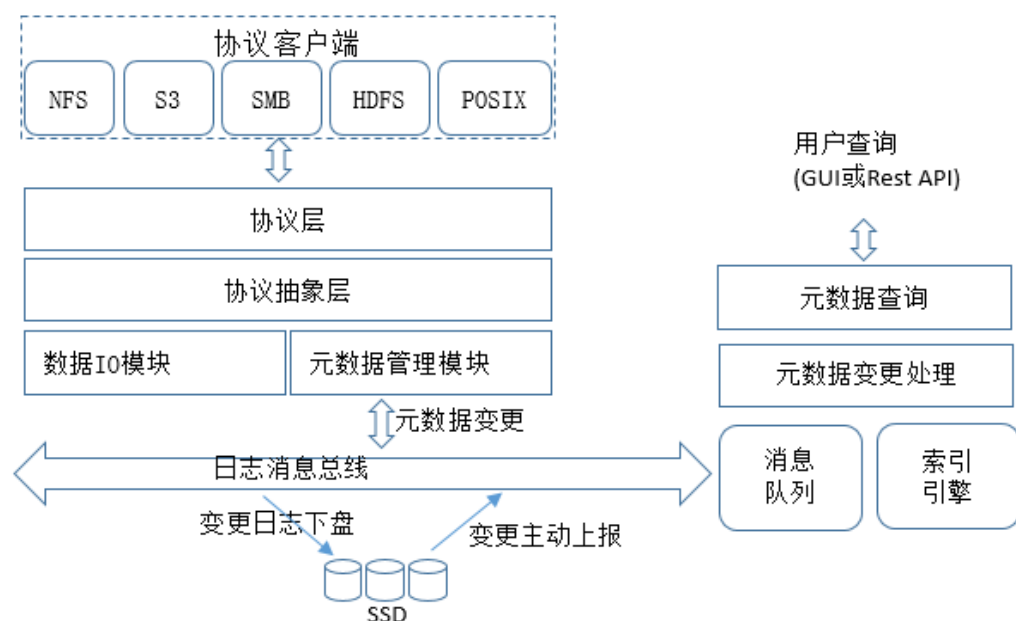 协议客户端
NFS
S3
SMB
HDFS
POSIX
协议层
协议抽象层
数据IO模块
元数据管理模块
元数据变更
日志消息总线
变更日志下盘
变更主动上报
SSD
用户查询
(GUI或Rest API)
元数据查询
元数据变更处理
消息
队列
索引
引擎